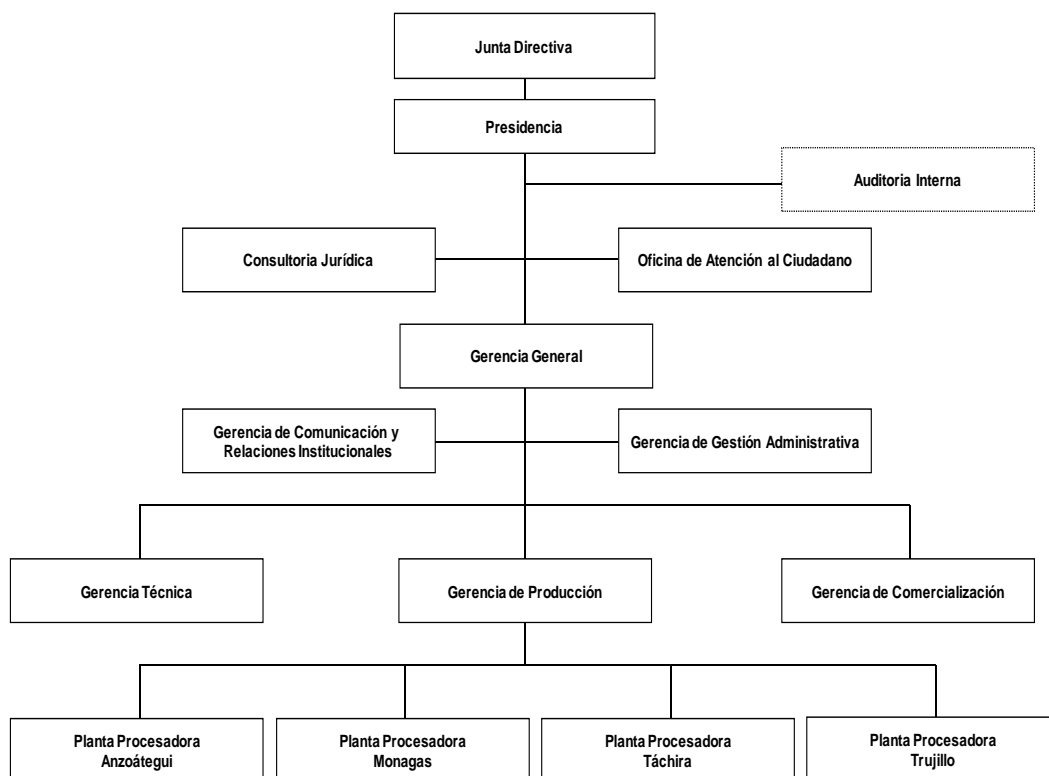 Junta Directiva
Presidencia
Auditoria Interna
Consultoria Jurídica
Oficina de Atención al Ciudadano
Gerencia General
Gerencia de Comunicación y
Relaciones Institucionales
Gerencia de Gestión Administrativa
Gerencia Técnica
Gerencia de Producción
Gerencia de Comercialización
Planta Procesadora
Anzoátegui
Planta Procesadora
Monagas
Planta Procesadora
Táchira
Planta Procesadora
Trujillo